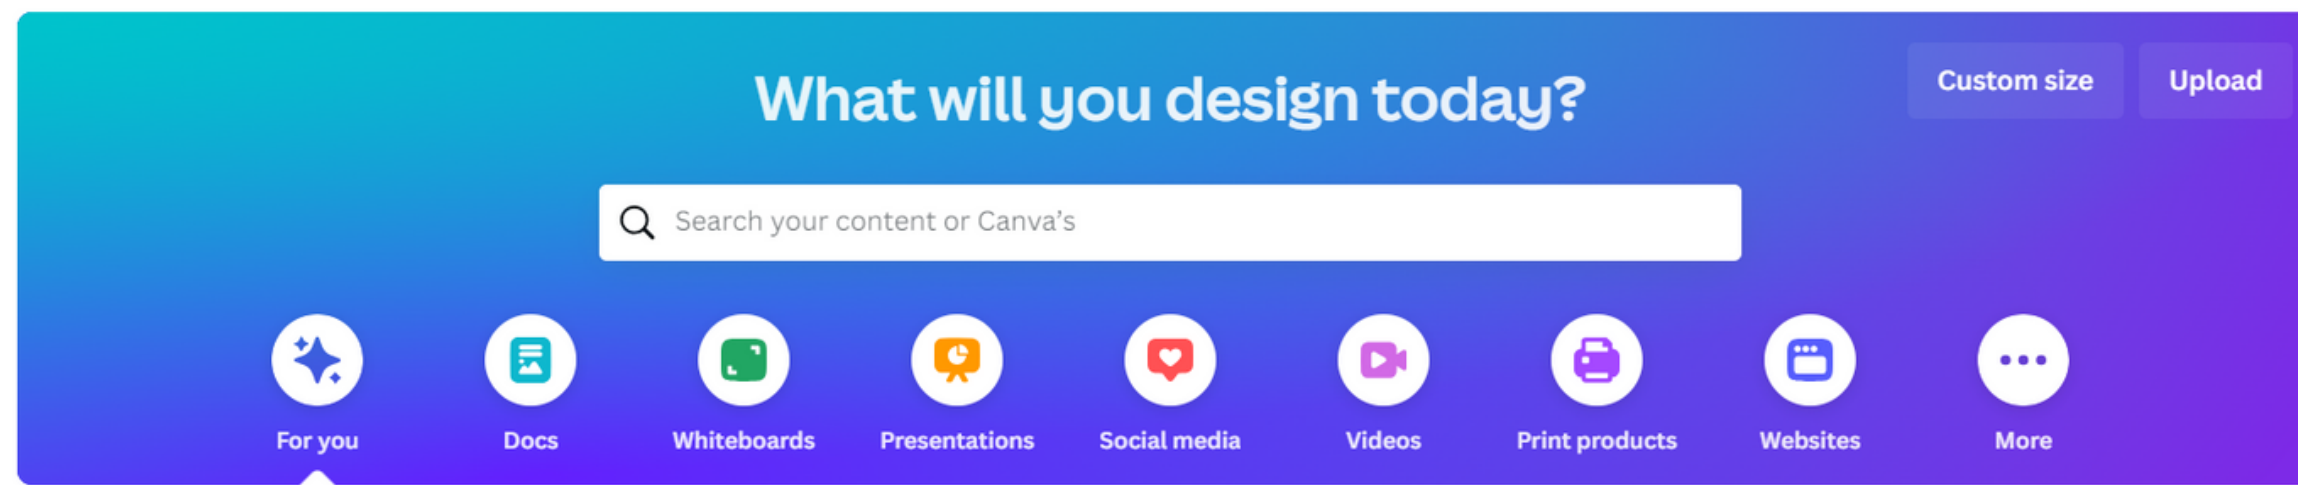 What will you design today?
Custom size
Upload
Search your content or Canva's
For you
Docs
Whiteboards
Presentations
Social media
Videos
Print products
Websites
More